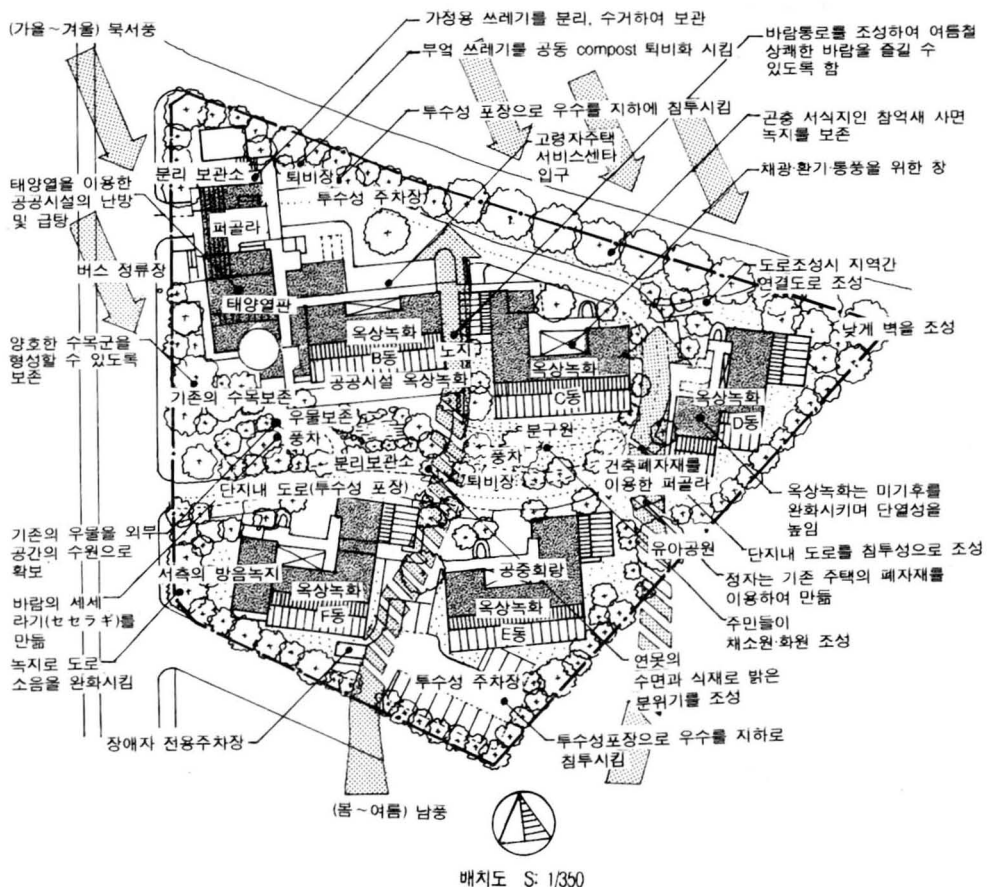 (가을~겨울) 북서풍
가정용 쓰레기를 분리, 수거하여 보관
부엌 쓰레기를 공동 compost 퇴비화 시킴
투수성 포장으로 우수를 지하에 침투시킴
고령자주택
서비스센타
입구
바람통로를 조성하여 여름철
상쾌한 바람을 즐길 수
있도록 함
곤충 서식지인 참억새 사면
녹지를 보존
채광·환기·통풍을 위한 창
분리 보관소
퇴비장
투수성 주차장
태양열을 이용한
공공시설의 난방
및 급탕
퍼골라
버스 정류장
태양열판
도로조성시 지역간
연결도로 조성
낮게 벽을 조성
양호한 수목군을
형성할 수 있도록
보존
옥상녹화
B동
노지
공공시설 옥상녹화
옥상녹화
C동
옥상녹화
D동
기존의 수목보존
우물보존
풍차
분구원
풍차
분리보관소
퇴비장
건축폐자재를
이용한 퍼골라
단지내 도로(투수성 포장)
옥상녹화는 미기후를
완화시키며 단열성을
높임
기존의 우물을 외부
공간의 수원으로
확보
유아공원
단지내 도로를 침투성으로 조성
서측의 방음녹지
공중회랑
정자는 기존 주택의 폐자재를
이용하여 만듦
바람의 세세
라기(セセラギ)를
만듦
옥상녹화
F동
옥상녹화
E동
주민들이
채소원·화원 조성
녹지로 도로
소음을 완화시킴
연못의
수면과 식재로 밝은
분위기를 조성
투수성 주차장
장애자 전용주차장
투수성포장으로 우수를 지하로
침투시킴
(봄~여름) 남풍
배치도 S: 1/350